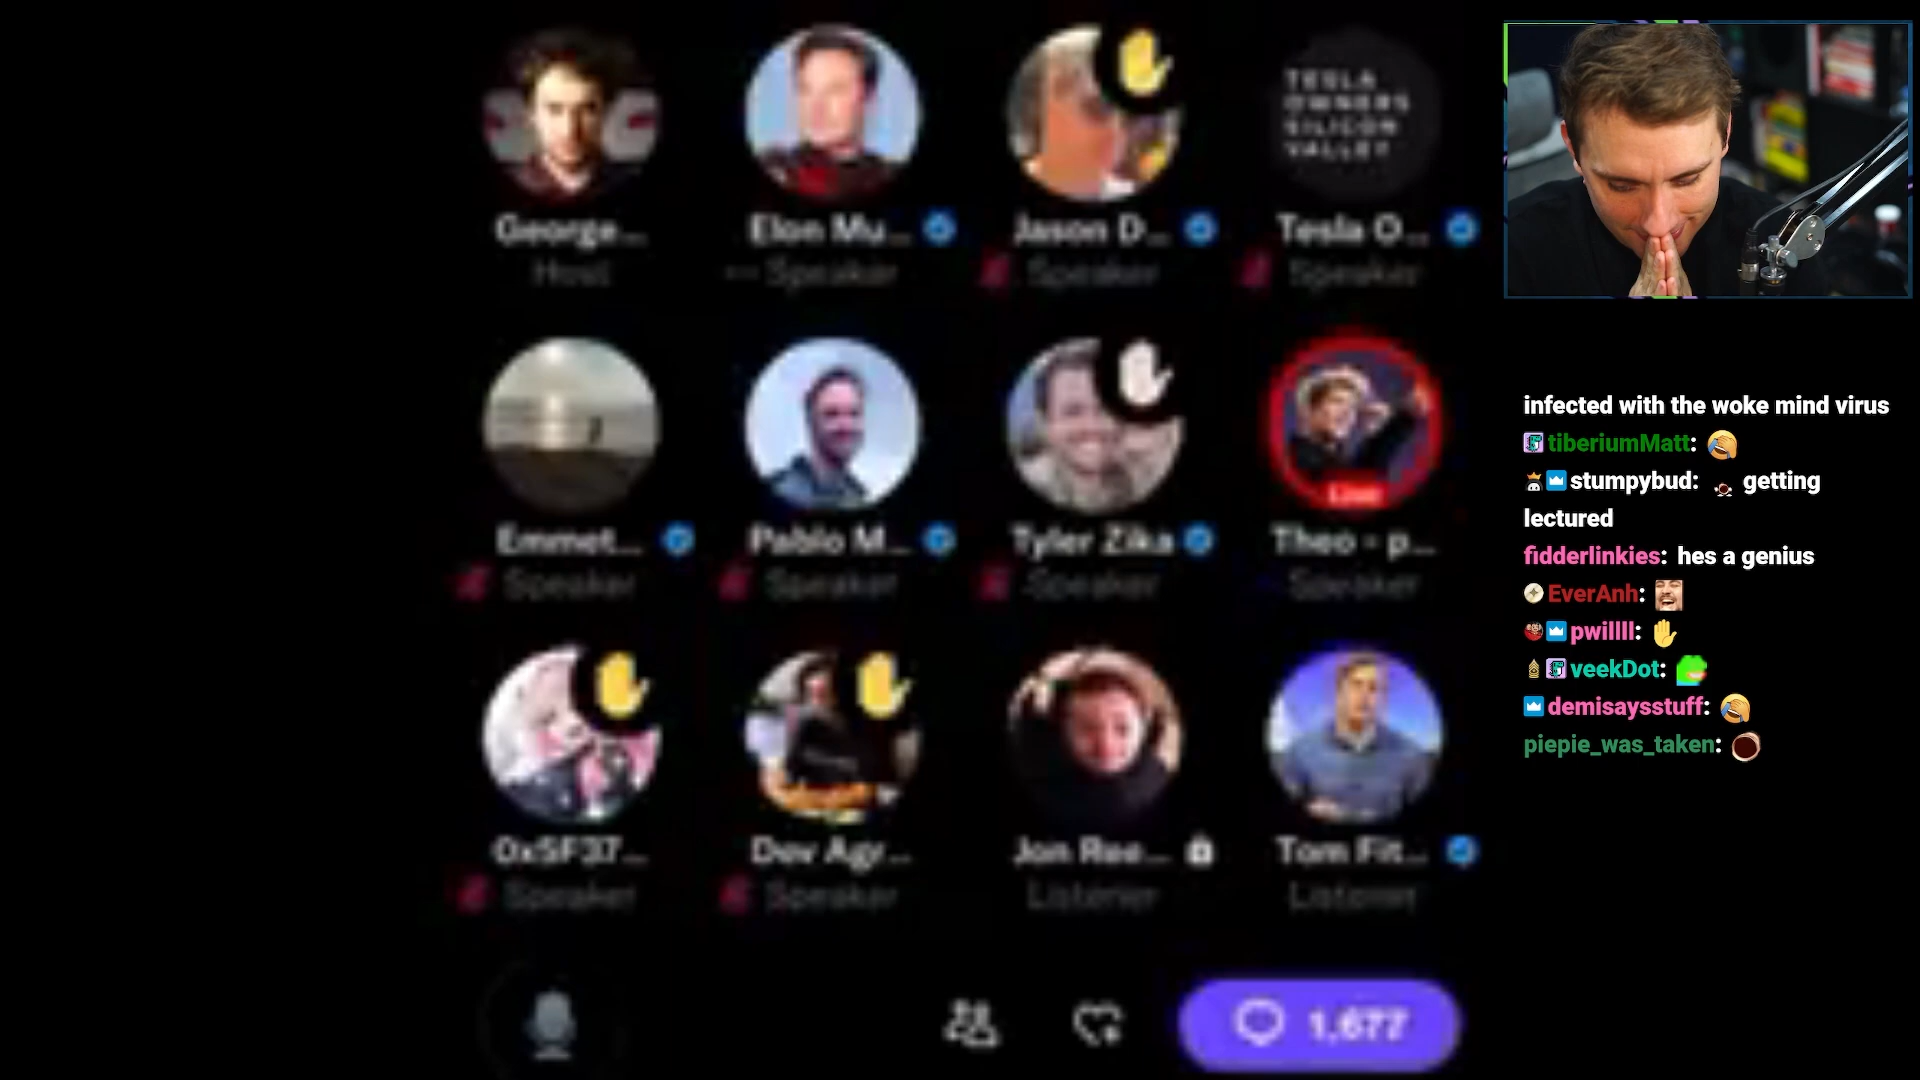 TESLA
OWNERS
SILICON
VALLEY
George...
Elon Mu...
Jason D...
Tesla O...
Host
Speaker
Speaker
Speaker
Emmet...
Pablo M...
Tyler Zika
Theo - p...
Live
Speaker
Speaker
Speaker
Speaker
0x5F37...
Dev Agr...
Jon Ree...
Tom Fit...
Speaker
Speaker
Listener
Listener
1,677
infected with the woke mind virus
tiberiumMatt:
stumpybud: getting
lectured
fidderlinkies: hes a genius
EverAnh:
pwillll:
veekDot:
demisaysstuff:
piepie_was_taken: